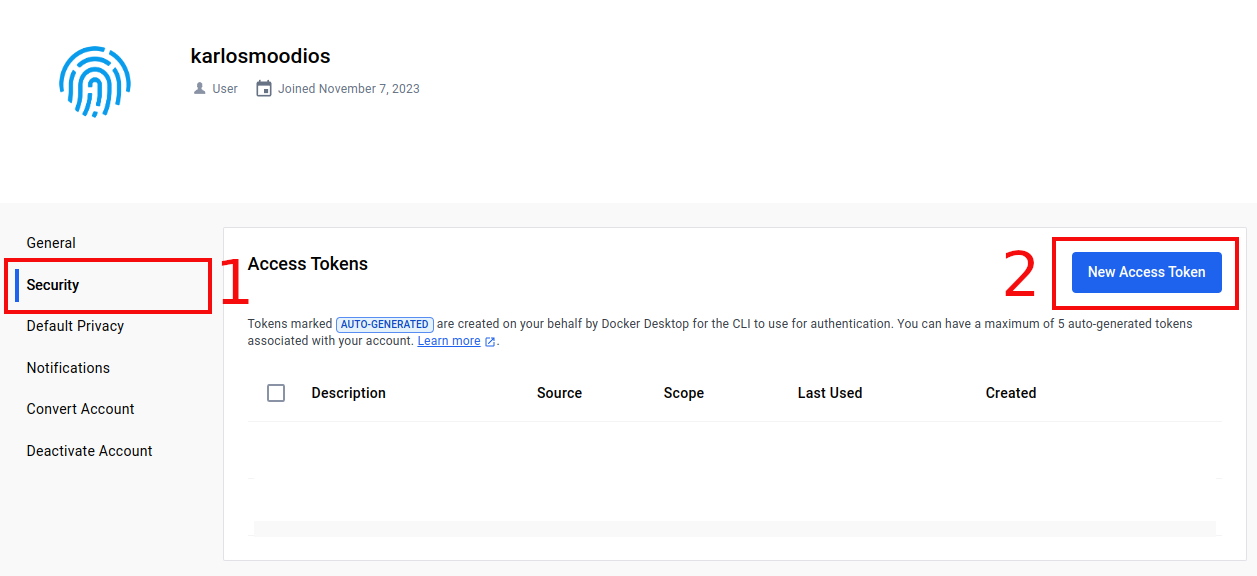 karlosmoodios
User Joined November 7, 2023
General
Security
Default Privacy
Notifications
Convert Account
Deactivate Account
1
Access Tokens
2
New Access Token
Tokens marked AUTO-GENERATED are created on your behalf by Docker Desktop for the CLI to use for authentication. You can have a maximum of 5 auto-generated tokens
associated with your account. Learn more .
Description Source Scope Last Used Created